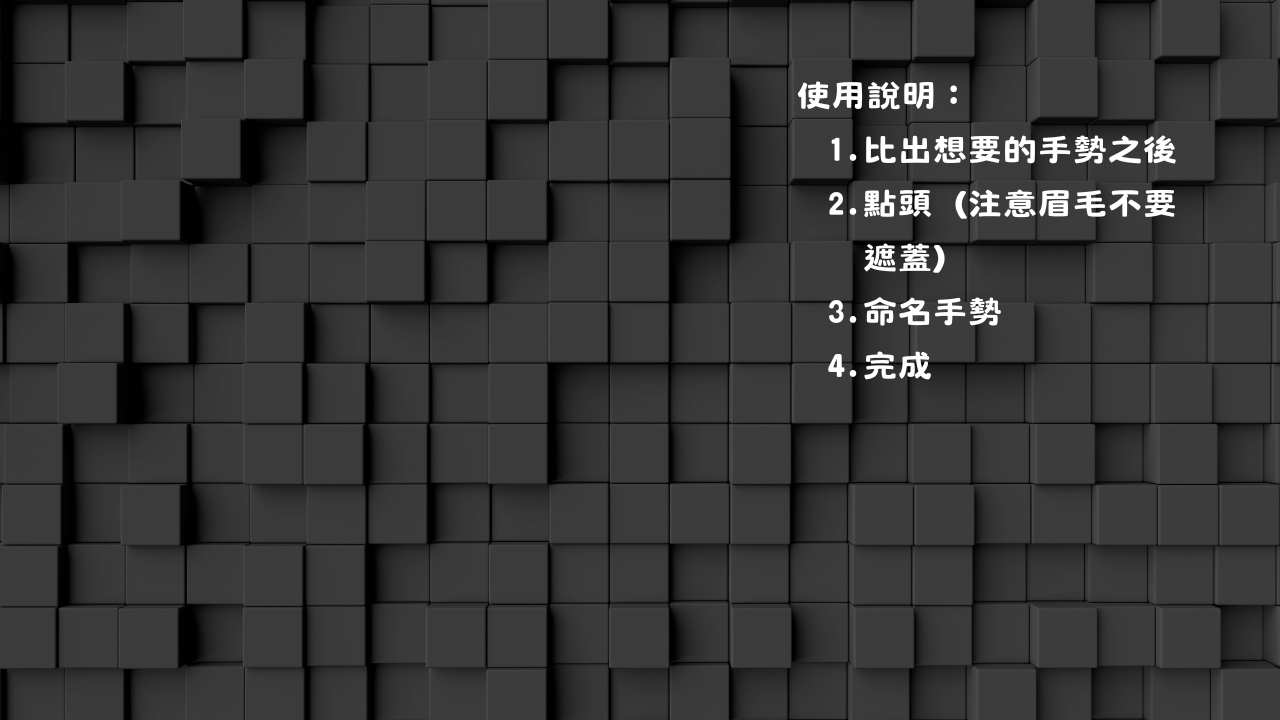 使用說明：
1.比出想要的手勢之後
2.點頭 (注意眉毛不要
遮蓋)
3.命名手勢
4.完成